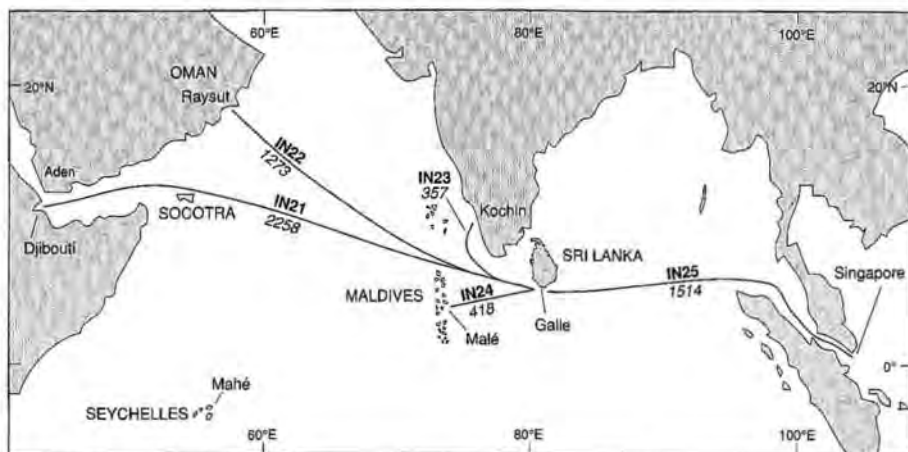 60°E
80°E
100°E
20°N
OMAN
20°N
Raysut
IN22
1273
Aden
IN23
357
Kochin
IN21
2258
SOCOTRA
Djibouti
SRI LANKA
IN25
1514
Singapore
MALDIVES
IN24
418
Galle
Malé
0°
Mahé
SEYCHELLES
60°E
80°E
100°E